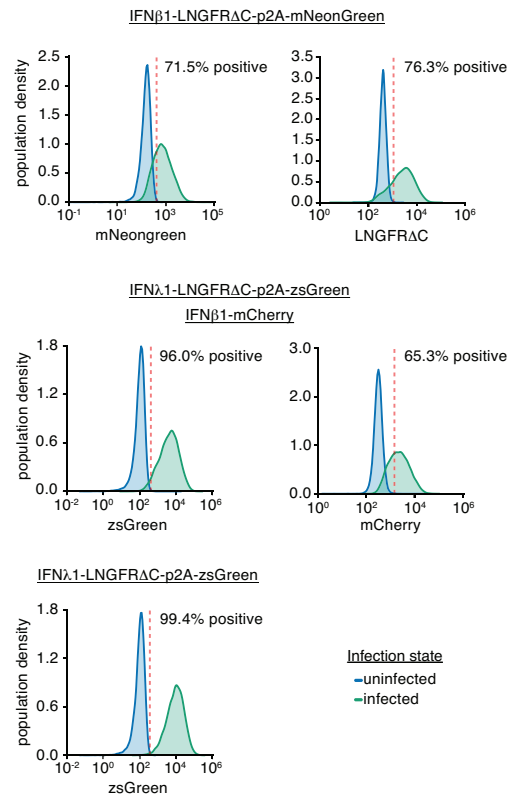 IFNβ1-LNGFRΔC-p2A-mNeonGreen
71.5% positive
76.3% positive
population density
2.5
2.0
1.5
1.0
0.5
0.0
10⁻¹ 10¹ 10³ 10⁵
mNeongreen
3.5
3.0
2.5
2.0
1.5
1.0
0.5
0.0
10⁰ 10² 10⁴ 10⁶
LNGFRΔC
IFNλ1-LNGFRΔC-p2A-zsGreen
IFNβ1-mCherry
96.0% positive
65.3% positive
population density
1.8
1.2
0.6
0.0
10⁻² 10⁰ 10² 10⁴ 10⁶
zsGreen
3.0
2.0
1.0
0.0
10⁰ 10² 10⁴ 10⁶
mCherry
IFNλ1-LNGFRΔC-p2A-zsGreen
99.4% positive
population density
1.8
1.2
0.6
0.0
10⁻² 10⁰ 10² 10⁴ 10⁶
zsGreen
Infection state
uninfected
infected